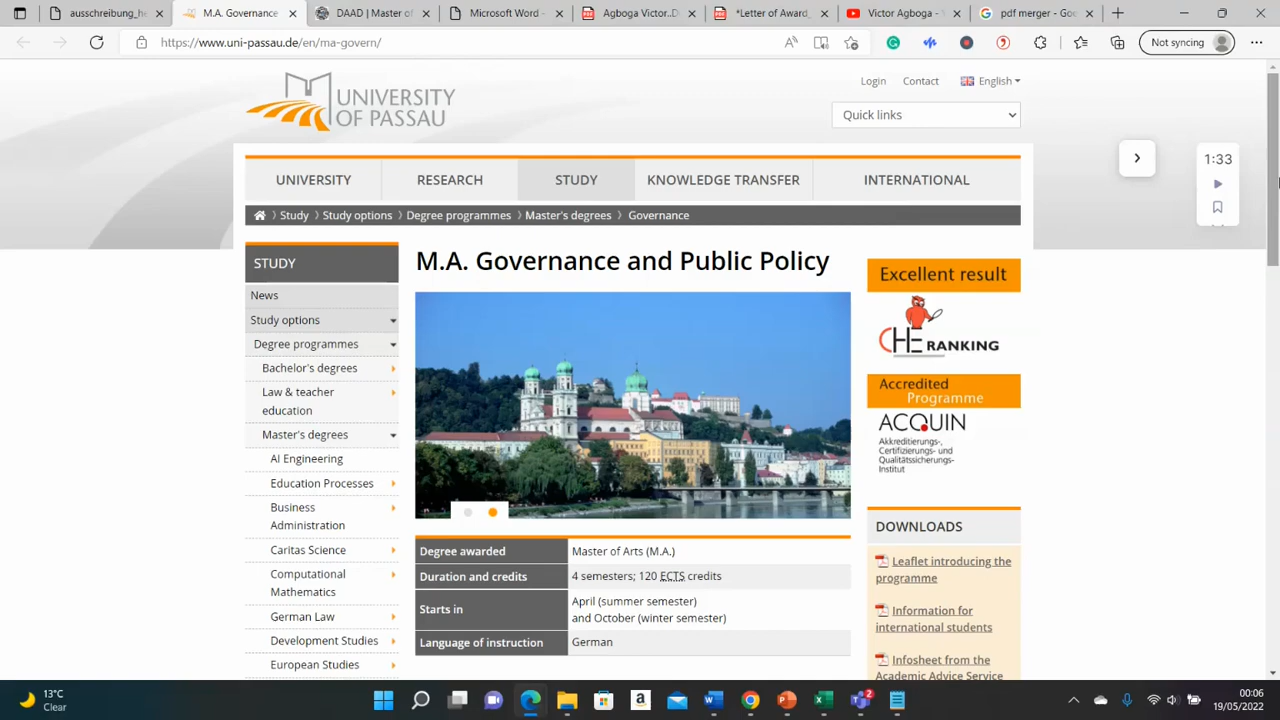 ausschreibung_he
M.A. Governance
DAAD | Master of
Microsoft Word -
Agboga Victor..D
*Letter of Award_
Victor Agboga - 
pdf merger - Goo
https://www.uni-passau.de/en/ma-govern/
Not syncing
UNIVERSITY
OF PASSAU
Login
Contact
English
Quick links
UNIVERSITY
RESEARCH
STUDY
KNOWLEDGE TRANSFER
INTERNATIONAL
1:33
Study
Study options
Degree programmes
Master's degrees
Governance
STUDY
News
Study options
Degree programmes
Bachelor's degrees
Law & teacher
education
Master's degrees
AI Engineering
Education Processes
Business
Administration
Caritas Science
Computational
Mathematics
German Law
Development Studies
European Studies
M.A. Governance and Public Policy
Degree awarded Master of Arts (M.A.)
Duration and credits 4 semesters; 120 ECTS credits
Starts in April (summer semester)
and October (winter semester)
Language of instruction German
Excellent result
CHE RANKING
Accredited
Programme
ACQUIN
Akkreditierungs-,
Certifizierungs- und
Qualitätssicherungs-
Institut
DOWNLOADS
Leaflet introducing the
programme
Information for
international students
Infosheet from the
Academic Advice Service
13°C
Clear
2
00:06
19/05/2022